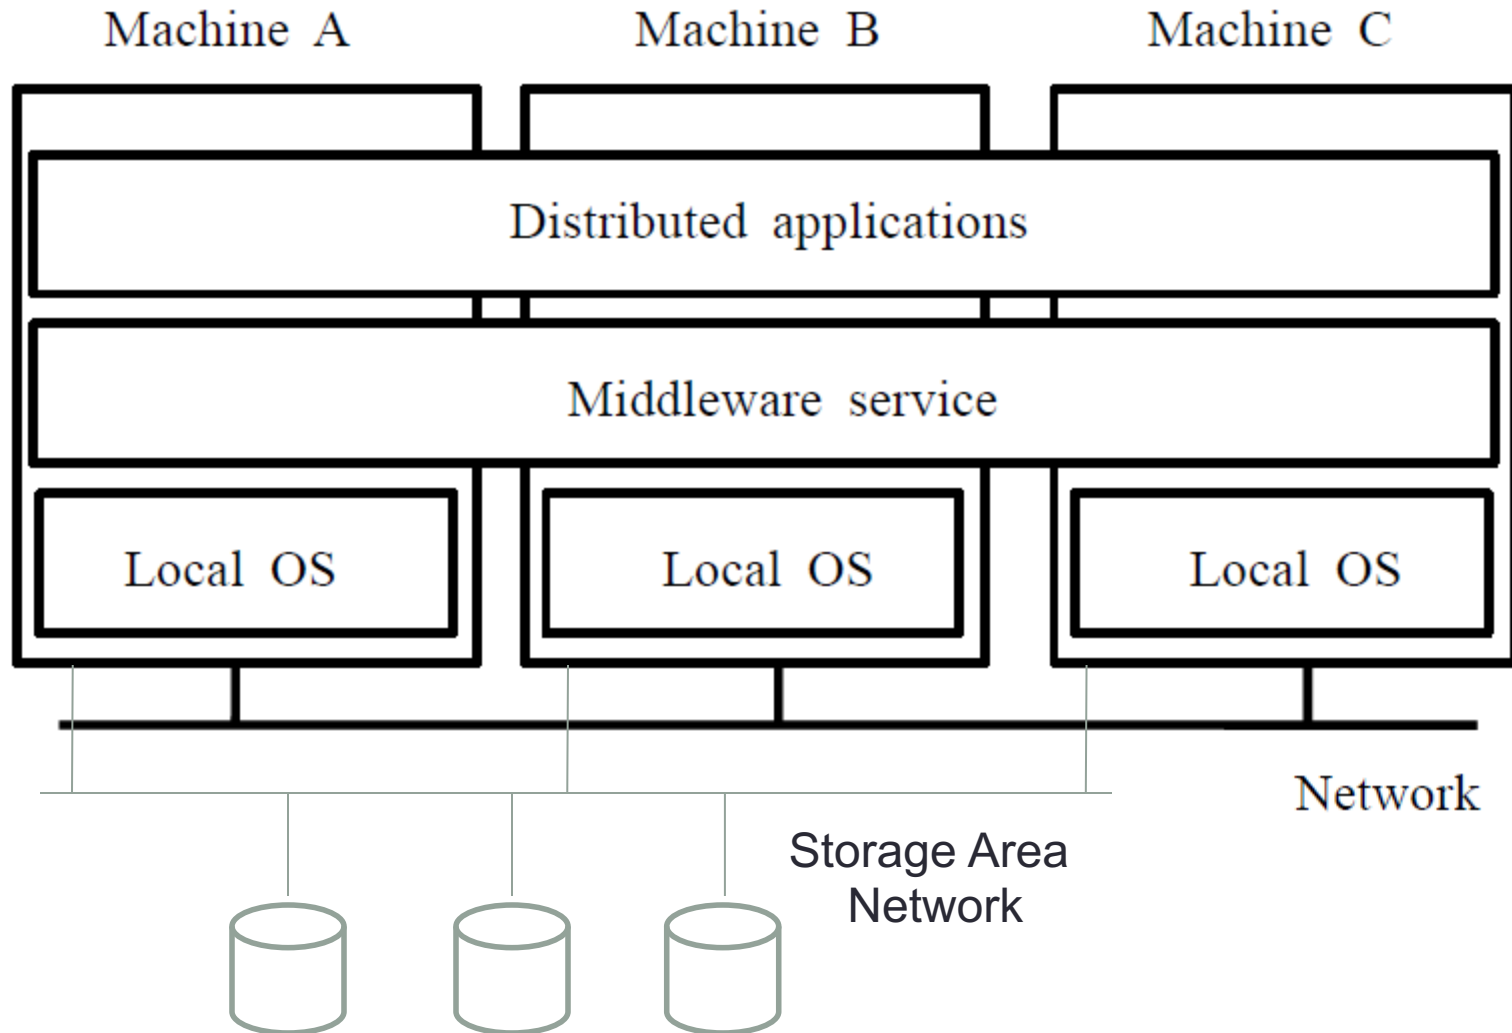 Machine A
Machine B
Machine C
Distributed applications
Middleware service
Local OS
Local OS
Local OS
Network
Storage Area
Network